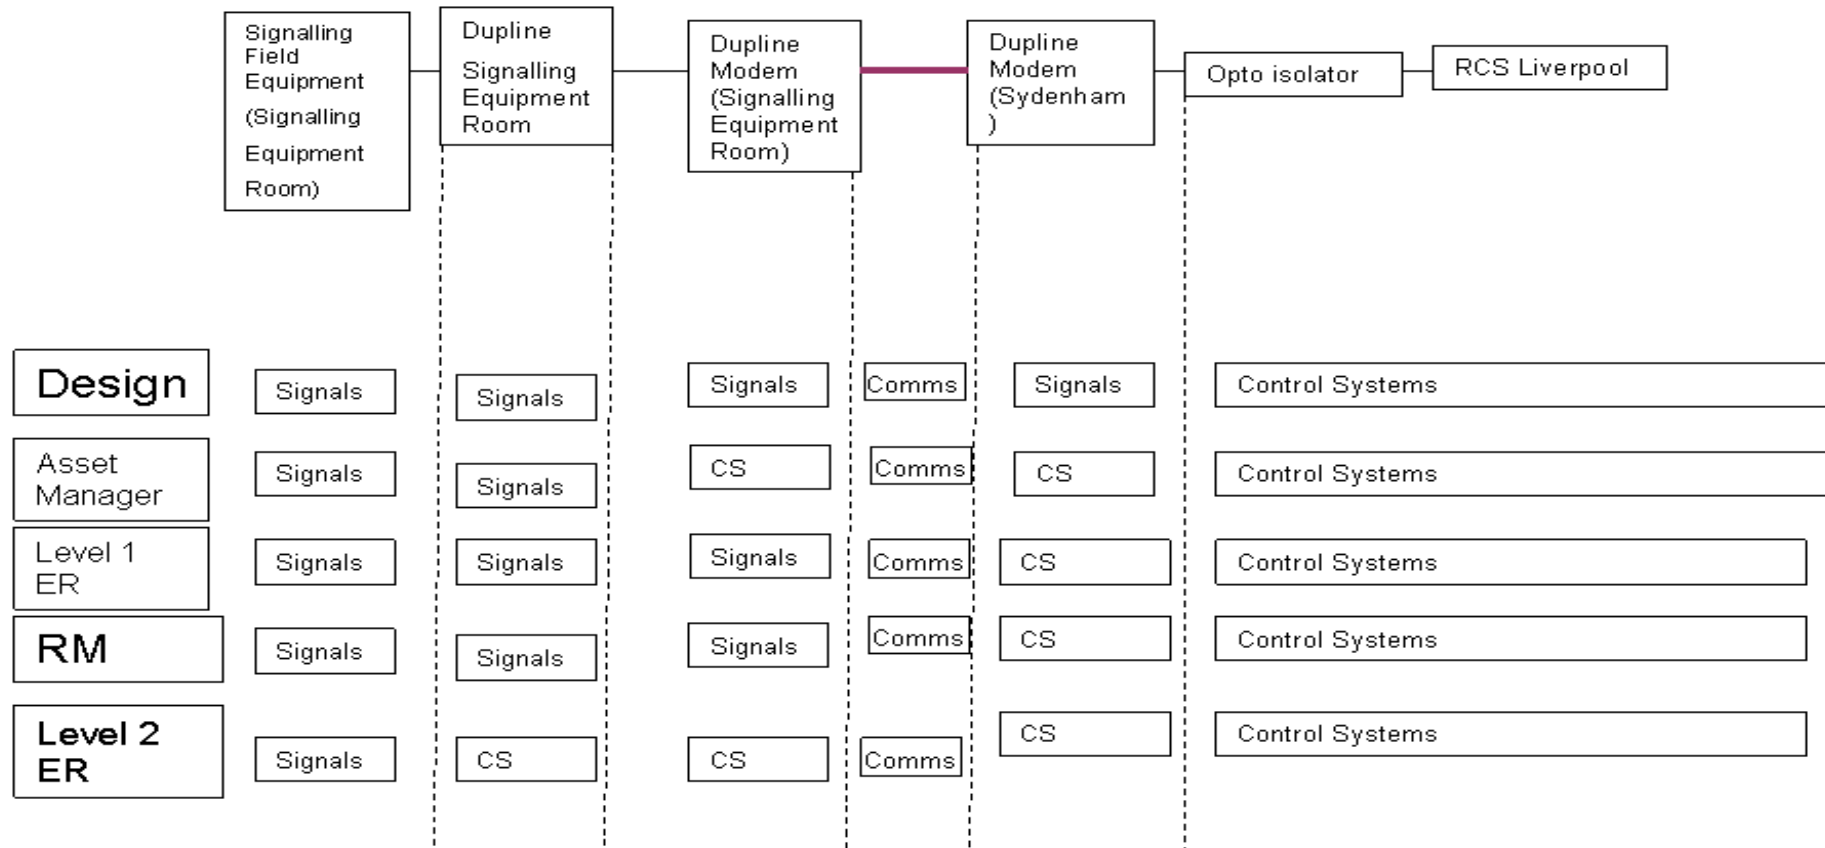 Signalling
Field
Equipment
(Signalling
Equipment
Room)
Dupline
Signalling
Equipment
Room
Dupline
Modem
(Signalling
Equipment
Room)
Dupline
Modem
(Sydenham
)
Opto isolator
RCS Liverpool
Design
Signals
Signals
Signals
Comms
Signals
Control Systems
Asset
Manager
Signals
Signals
CS
Comms
CS
Control Systems
Level 1
ER
Signals
Signals
Signals
Comms
CS
Control Systems
RM
Signals
Signals
Signals
Comms
CS
Control Systems
Level 2
ER
Signals
CS
CS
Comms
CS
Control Systems